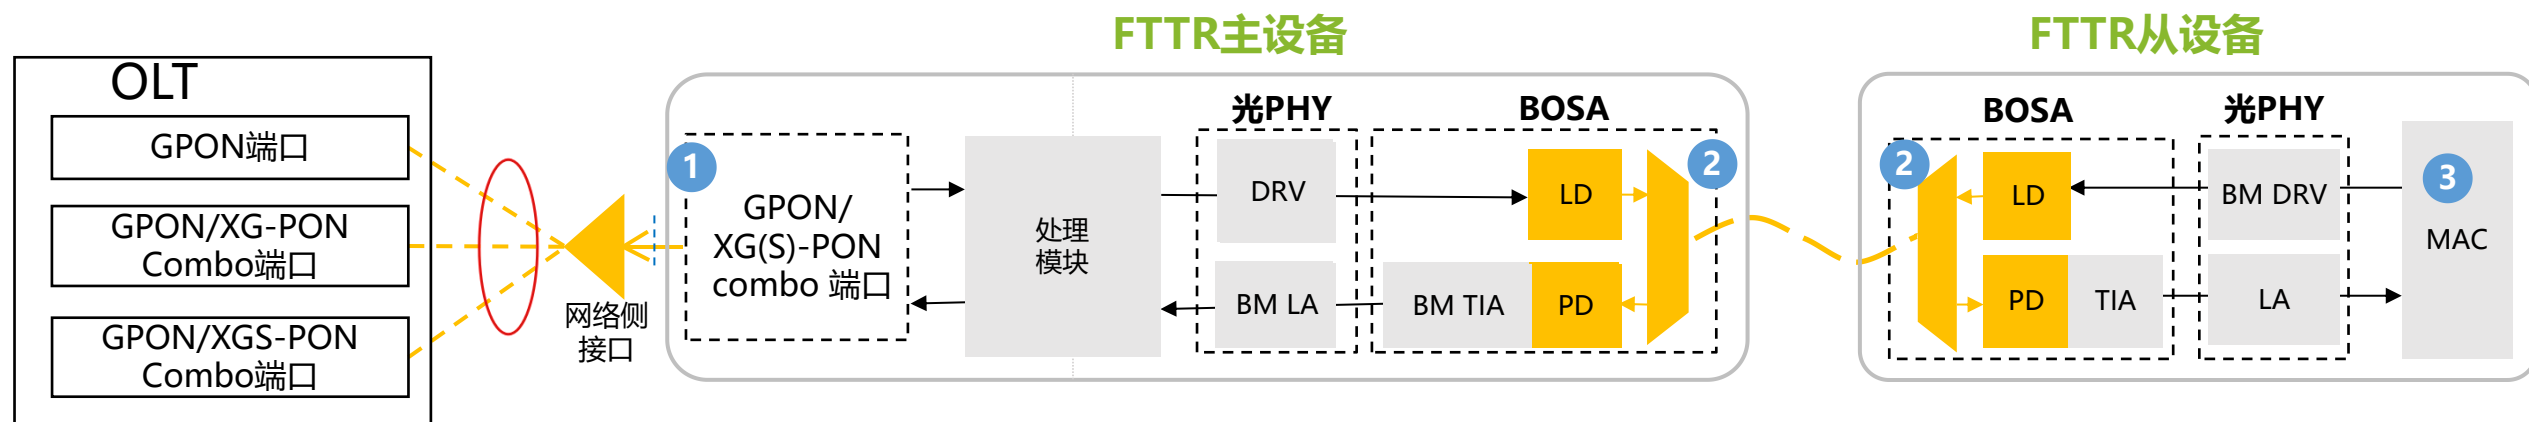 FTTR主设备
FTTR从设备
OLT
GPON端口
GPON/XG-PON
Combo端口
GPON/XGS-PON
Combo端口
网络侧
接口
1
GPON/
XG(S)-PON
combo 端口
处理
模块
光PHY
DRV
BM LA
BOSA
LD
BM TIA
PD
2
BOSA
2
LD
PD
TIA
光PHY
BM DRV
LA
3
MAC